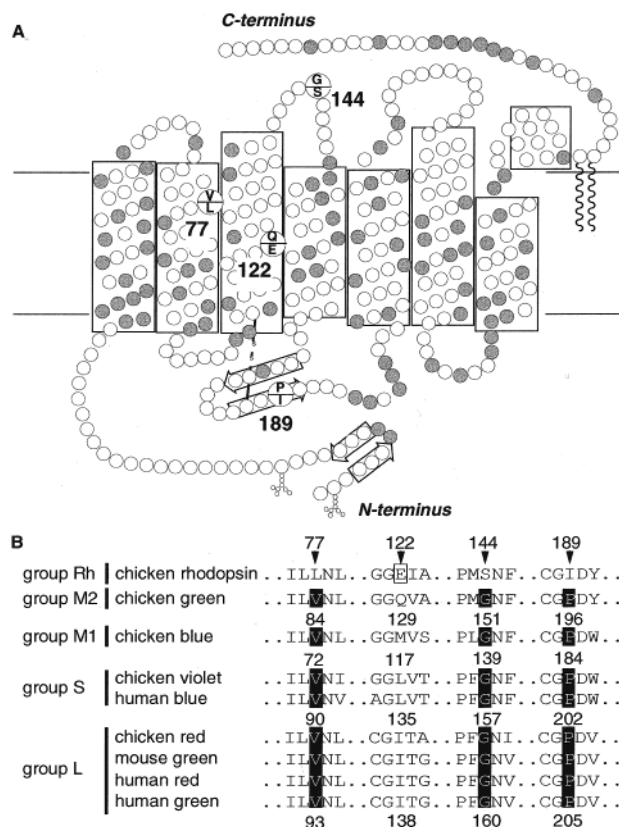 C-terminus
A
G
S
144
V
L
77
Q
E
122
P
I
189
N-terminus
B
77 122 144 189
group Rh chicken rhodopsin ..ILLNL..GGEIA..PMSNF..CGIDY.
group M2 chicken green ..ILVNL..GGQVA..PMGNF..CGPDY.
84 129 151 196
group M1 chicken blue ..ILVNL..GGMVS..PLGNF..CGPDW.
72 117 139 184
group S chicken violet ..ILVNI..GGLVT..PFGNF..CGPDW.
human blue ..ILVNV..AGLVT..PFGNF..CGPDW.
90 135 157 202
chicken red ..ILVNL..CGITA..PFGNI..CGPDV.
group L mouse green ..ILVNL..CGITG..PFGNV..CGPDV.
human red ..ILVNL..CGITG..PFGNV..CGPDV.
human green ..ILVNL..CGITG..PFGNV..CGPDV.
93 138 160 205